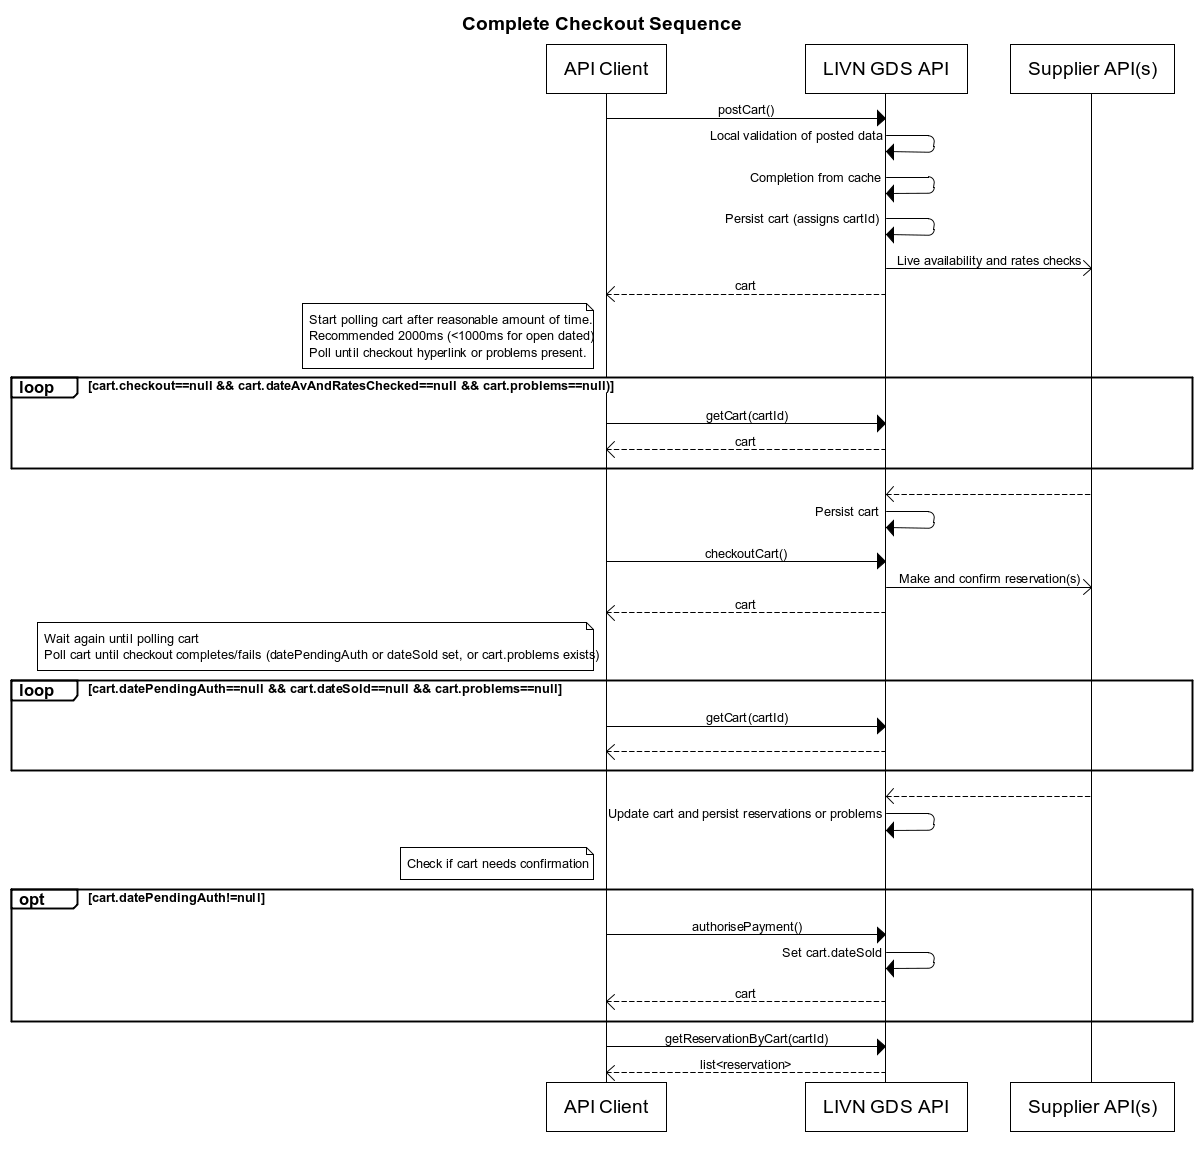 Complete Checkout Sequence
API Client
LIVN GDS API
Supplier API(s)
postCart()
Local validation of posted data
Completion from cache
Persist cart (assigns cartId)
Live availability and rates checks
cart
Start polling cart after reasonable amount of time.
Recommended 2000ms (<1000ms for open dated)
Poll until checkout hyperlink or problems present.
loop
[cart.checkout==null && cart.dateAvAndRatesChecked==null && cart.problems==null)]
getCart(cartId)
cart
Persist cart
checkoutCart()
Make and confirm reservation(s)
cart
Wait again until polling cart
Poll cart until checkout completes/fails (datePendingAuth or dateSold set, or cart.problems exists)
loop
[cart.datePendingAuth==null && cart.dateSold==null && cart.problems==null]
getCart(cartId)
Update cart and persist reservations or problems
Check if cart needs confirmation
opt
[cart.datePendingAuth!=null]
authorisePayment()
Set cart.dateSold
cart
getReservationByCart(cartId)
list<reservation>
API Client
LIVN GDS API
Supplier API(s)